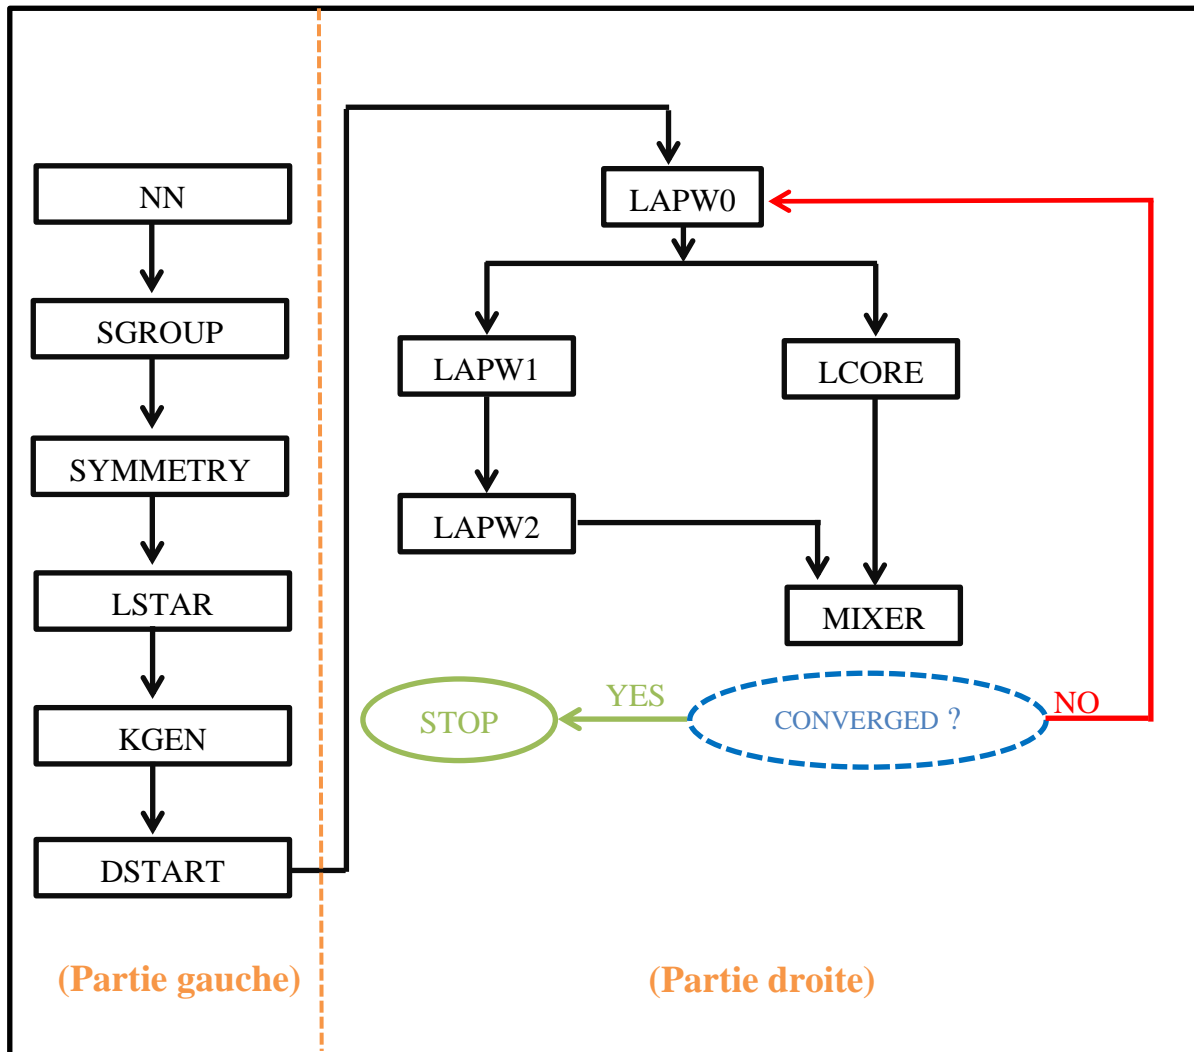 NN
SGROUP
SYMMETRY
LSTAR
KGEN
DSTART
(Partie gauche)
LAPW0
LAPW1
LCORE
LAPW2
MIXER
YES
STOP
CONVERGED ?
NO
(Partie droite)